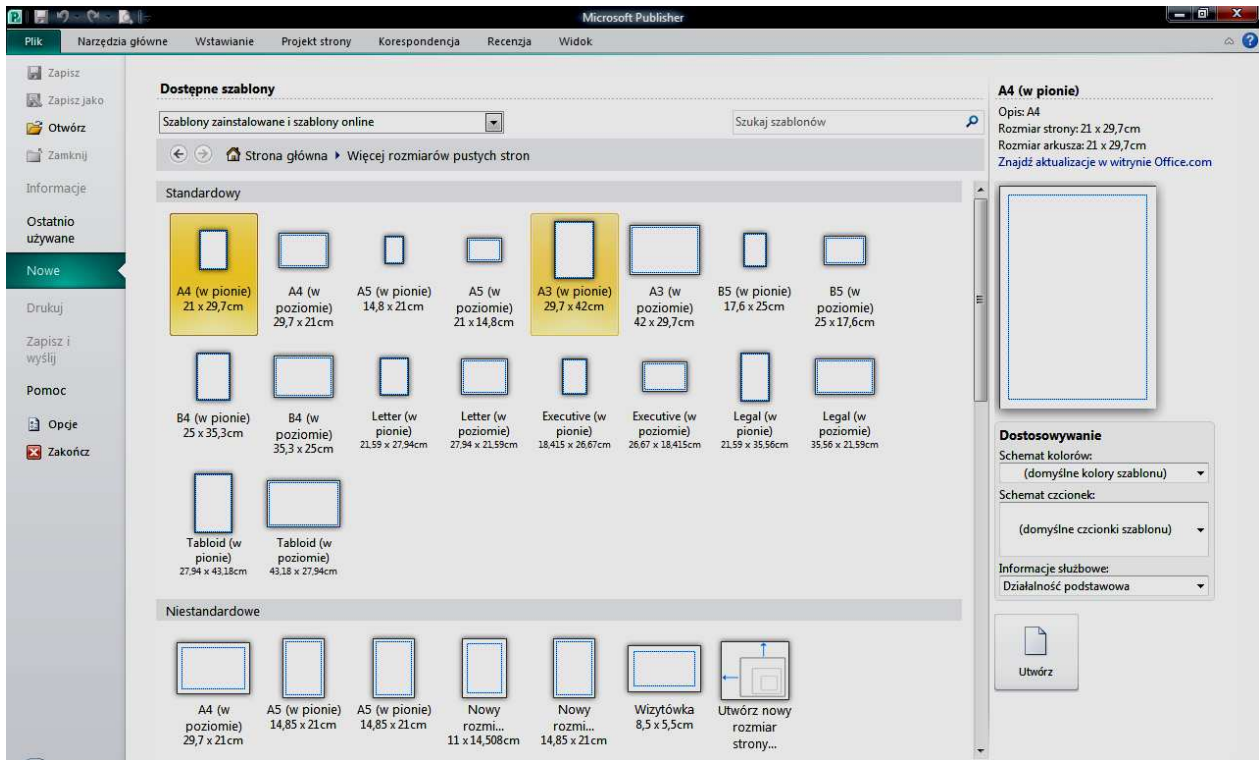 Microsoft Publisher
Plik Narzędzia główne Wstawianie Projekt strony Korespondencja Recenzja Widok
Zapisz
Zapisz jako
Otwórz
Zamknij
Informacje
Ostatnio
używane
Nowe
Drukuj
Zapisz i
wyślij
Pomoc
Opcje
Zakończ
Dostępne szablony
Szablony zainstalowane i szablony online
Szukaj szablonów
Strona główna Więcej rozmiarów pustych stron
Standardowy
A4 (w pionie)
21 x 29,7cm
A4 (w
poziomie)
29,7 x 21cm
A5 (w pionie)
14,8 x 21cm
A5 (w
poziomie)
21 x 14,8cm
A3 (w pionie)
29,7 x 42cm
A3 (w
poziomie)
42 x 29,7cm
B5 (w pionie)
17,6 x 25cm
B5 (w
poziomie)
25 x 17,6cm
B4 (w pionie)
25 x 35,3cm
B4 (w
poziomie)
35,3 x 25cm
Letter (w
pionie)
21,59 x 27,94cm
Letter (w
poziomie)
27,94 x 21,59cm
Executive (w
pionie)
18,415 x 26,67cm
Executive (w
poziomie)
26,67 x 18,415cm
Legal (w
pionie)
21,59 x 35,56cm
Legal (w
poziomie)
35,56 x 21,59cm
Tabloid (w
pionie)
27,94 x 43,18cm
Tabloid (w
poziomie)
43,18 x 27,94cm
Niestandardowe
A4 (w
poziomie)
29,7 x 21cm
A5 (w pionie)
14,85 x 21cm
A5 (w pionie)
14,85 x 21cm
Nowy
rozmi...
11 x 14,508cm
Nowy
rozmi...
14,85 x 21cm
Wizytówka
8,5 x 5,5cm
Utwórz nowy
rozmiar
strony...
A4 (w pionie)
Opis: A4
Rozmiar strony: 21 x 29,7cm
Rozmiar arkusza: 21 x 29,7cm
Znajdź aktualizacje w witrynie Office.com
Dostosowywanie
Schemat kolorów:
(domyślne kolory szablonu)
Schemat czcionek:
(domyślne czcionki szablonu)
Informacje służbowe:
Działalność podstawowa
Utwórz